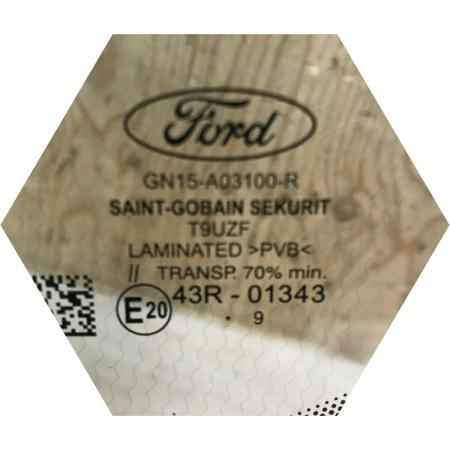 Ford
GN15-A03100-R
SAINT-GOBAIN SEKURIT
T9UZF
LAMINATED >PVB<
// TRANSP. 70% min.
E20 43R - 01343
. 9